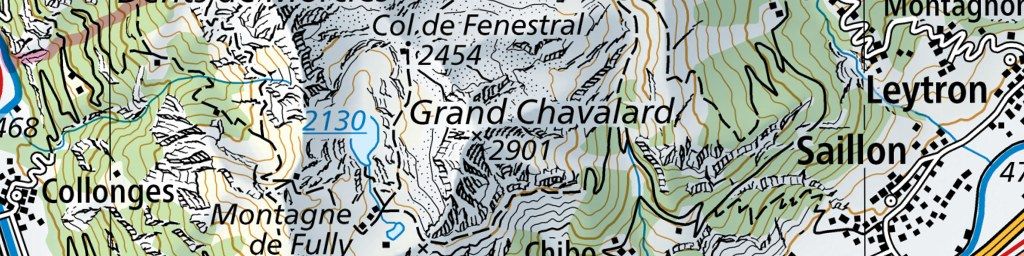 Montagnon
Col de Fenestral
2454
Leytron
Grand Chavalard
2130
2901
468
Saillon
Collonges
Montagne
de Fully
Chibo